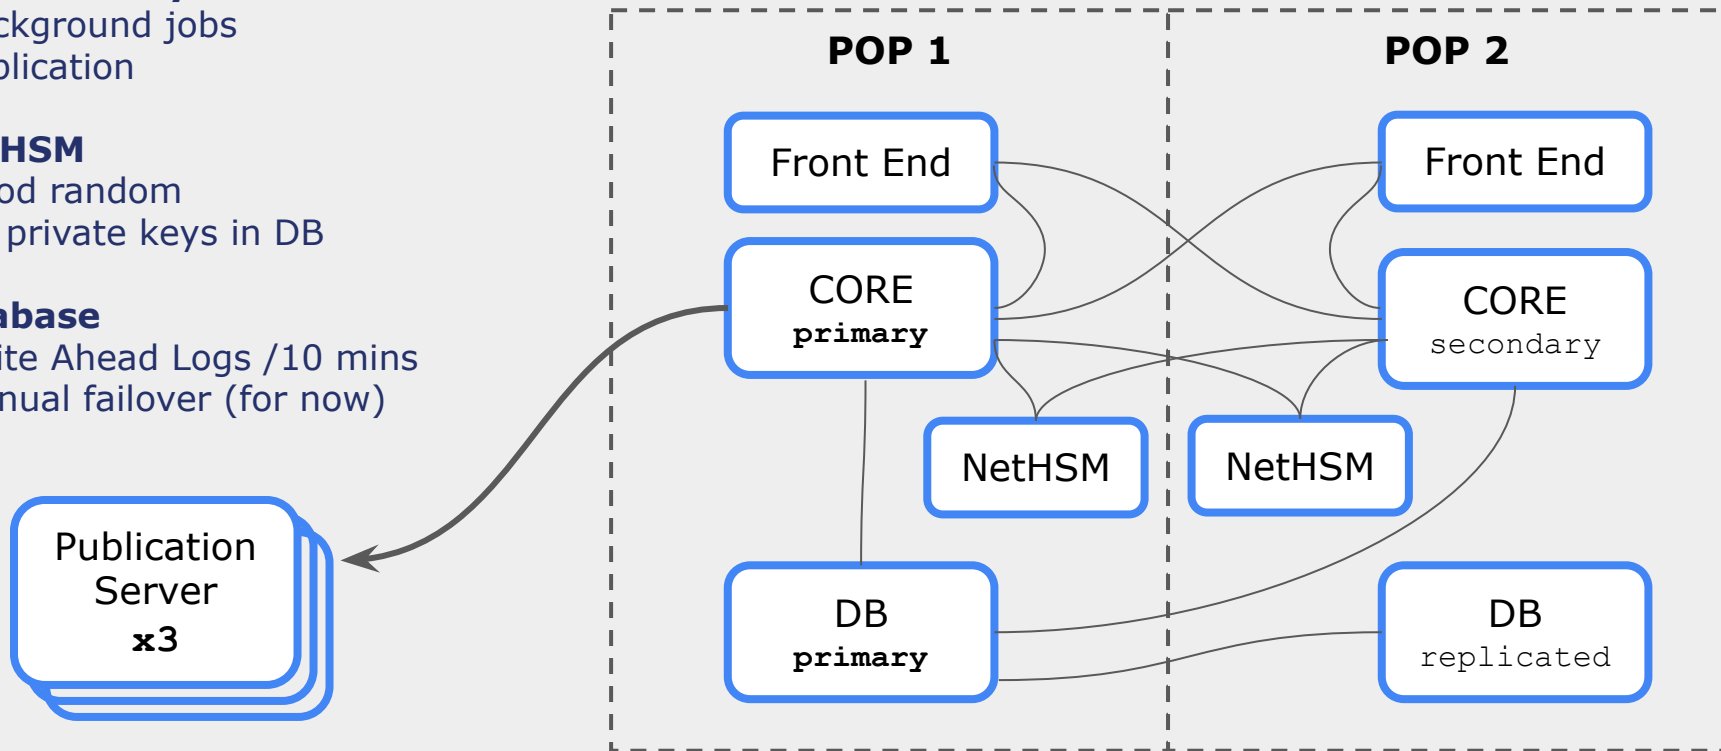 ckground jobs
blication
HSM
od random
private keys in DB
abase
ite Ahead Logs /10 mins
nual failover (for now)
Publication
Server
x3
POP 1
Front End
CORE
primary
NetHSM
DB
primary
POP 2
Front End
CORE
secondary
NetHSM
DB
replicated